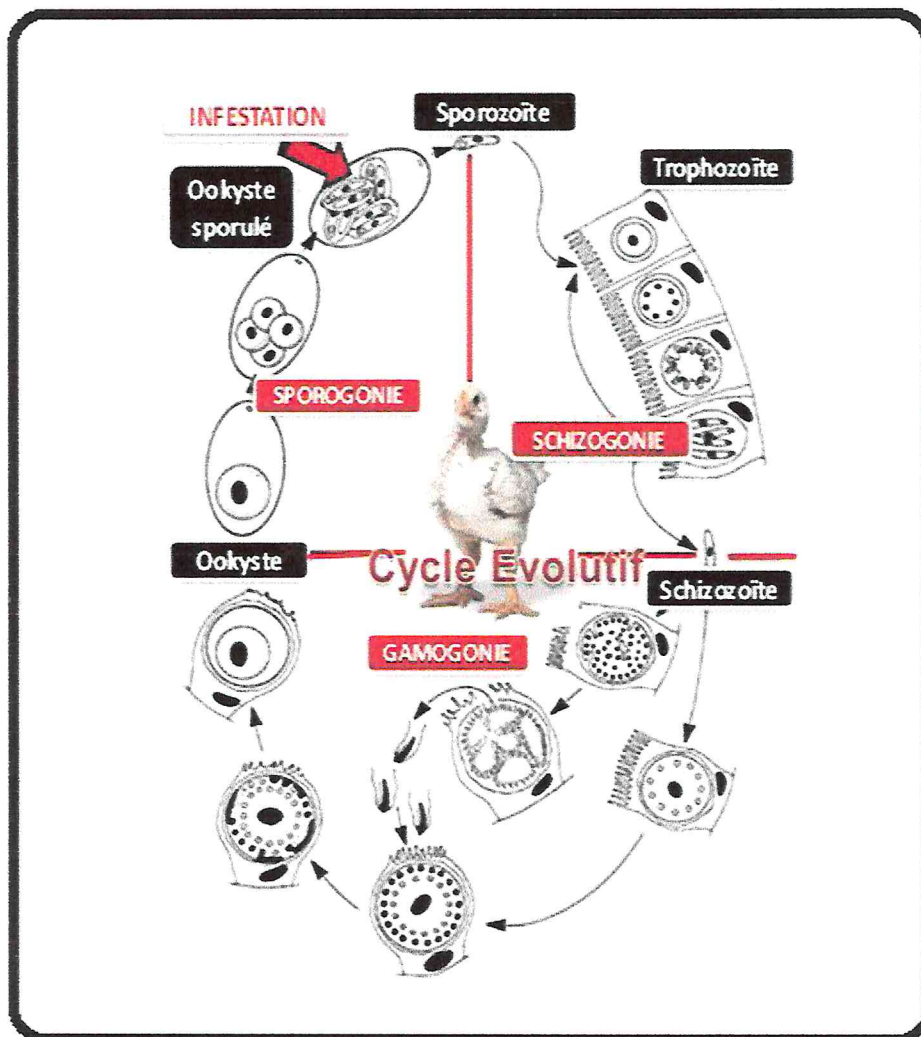 INFESTATION
Sporozoïte
Ookyste
sporulé
Trophozoïte
SPOROGONIE
SCHIZOGONIE
Ookyste
Cycle Evolutif
Schizozoïte
GAMOGONIE